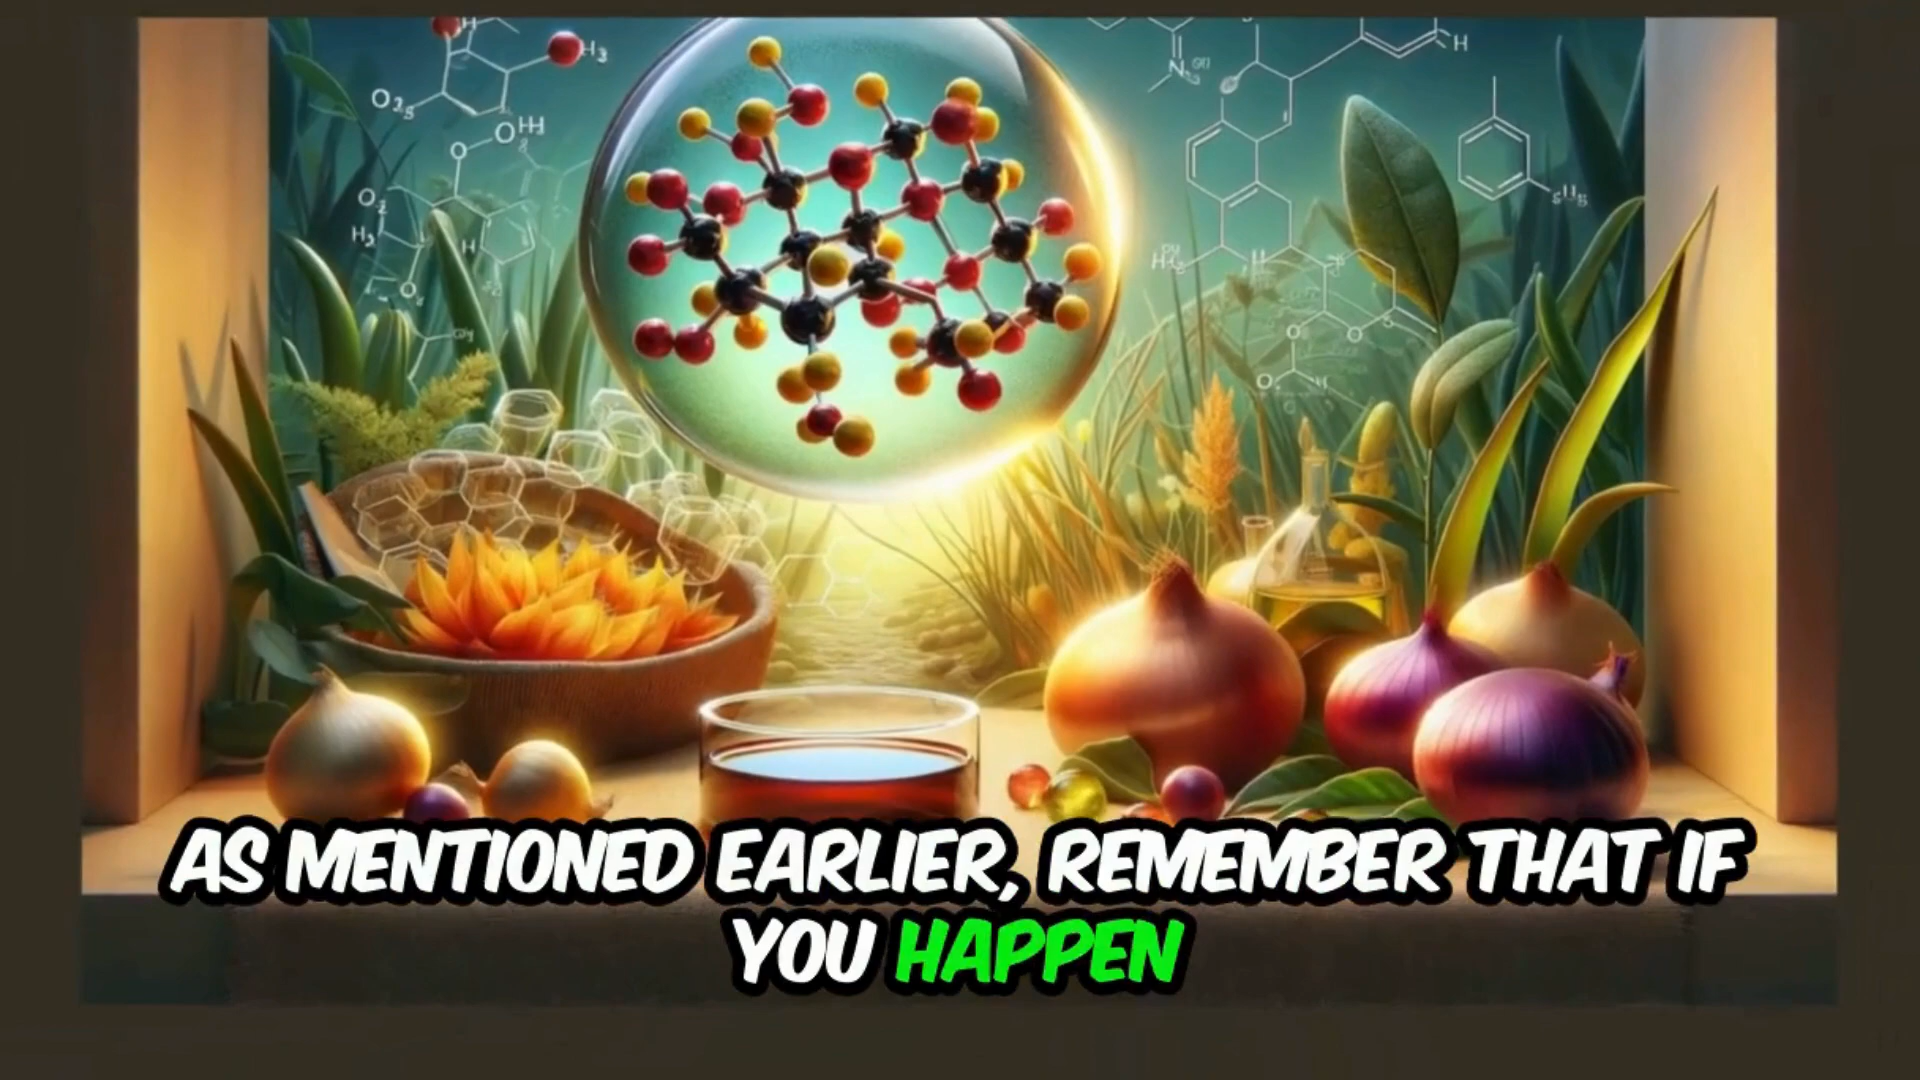 AS MENTIONED EARLIER, REMEMBER THAT IF
YOU HAPPEN